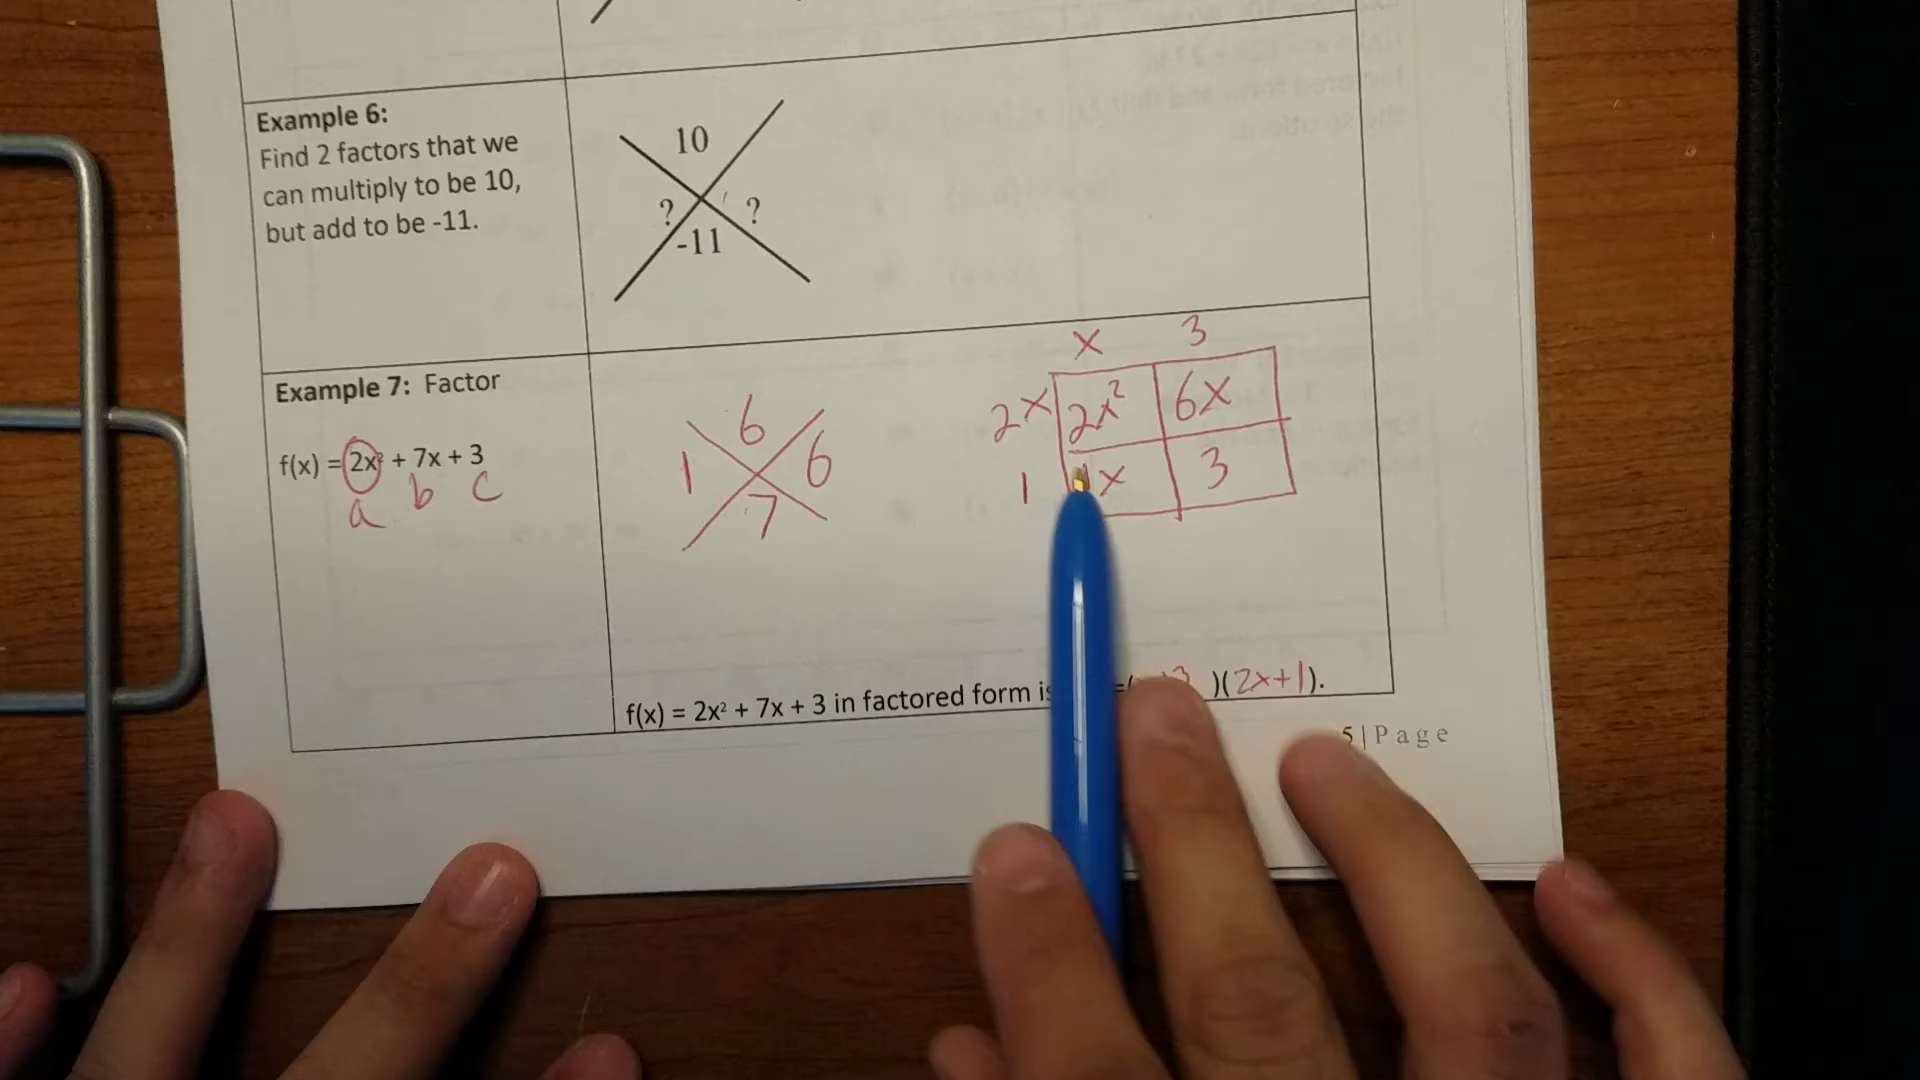 Example 6:
Find 2 factors that we
can multiply to be 10,
but add to be -11.
10
? ?
-11
Example 7: Factor
f(x) = 2x² + 7x + 3
a b c
6
1 6
7
x 3
2x 2x² 6x
1 1x 3
f(x) = 2x² + 7x + 3 in factored form is =( )(2x+1).
5|Page